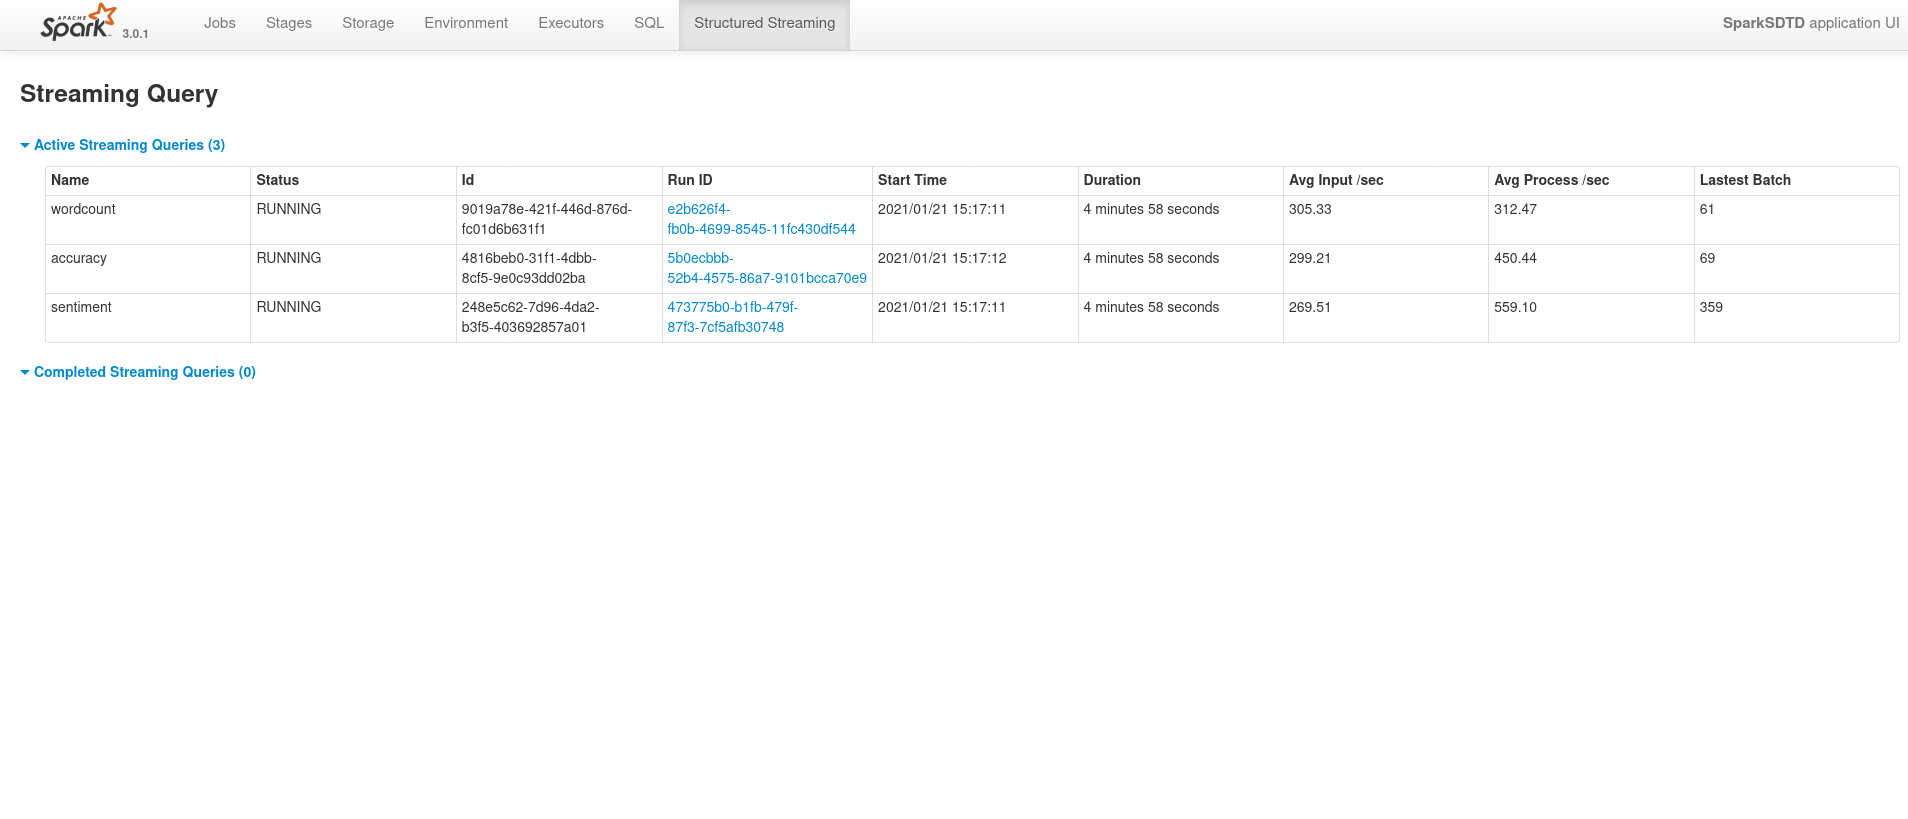 APACHE
Spark 3.0.1 Jobs Stages Storage Environment Executors SQL Structured Streaming SparkSDTD application UI
Streaming Query
Active Streaming Queries (3)
Name Status Id Run ID Start Time Duration Avg Input /sec Avg Process /sec Lastest Batch
wordcount RUNNING 9019a78e-421f-446d-876d- e2b626f4- 2021/01/21 15:17:11 4 minutes 58 seconds 305.33 312.47 61
fc01d6b631f1 fb0b-4699-8545-11fc430df544
accuracy RUNNING 4816beb0-31f1-4dbb- 5b0ecbbb- 2021/01/21 15:17:12 4 minutes 58 seconds 299.21 450.44 69
8cf5-9e0c93dd02ba 52b4-4575-86a7-9101bcca70e9
sentiment RUNNING 248e5c62-7d96-4da2- 473775b0-b1fb-479f- 2021/01/21 15:17:11 4 minutes 58 seconds 269.51 559.10 359
b3f5-403692857a01 87f3-7cf5afb30748
Completed Streaming Queries (0)